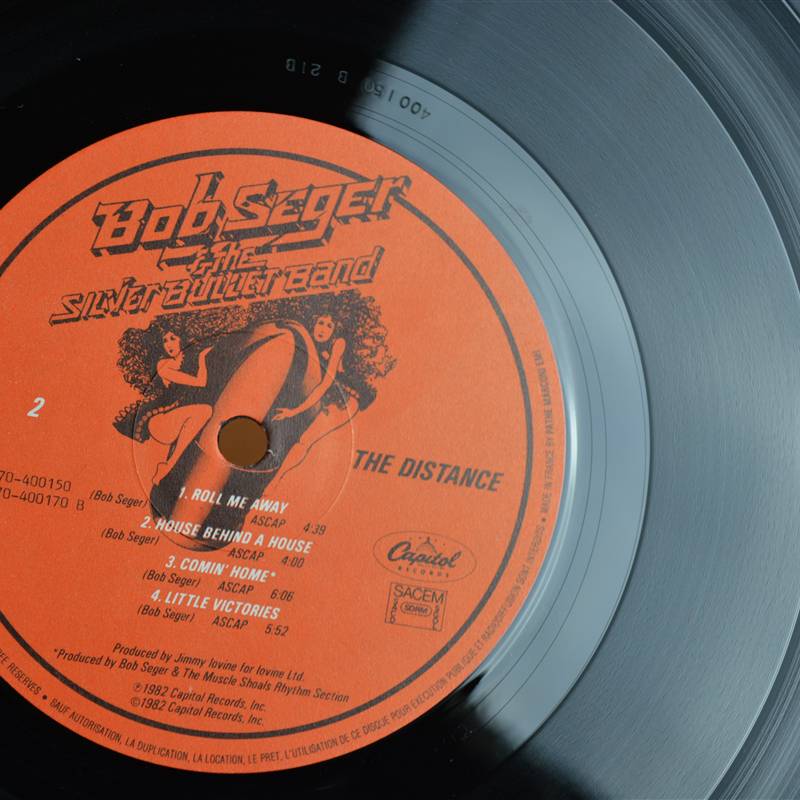 400150 B 21B
Bob Seger
& The
Silver Bullet Band
2
THE DISTANCE
70-400150
70-400170 B
1. ROLL ME AWAY
(Bob Seger) ASCAP 4:39
2. HOUSE BEHIND A HOUSE
(Bob Seger) ASCAP 4:00
3. COMIN' HOME*
(Bob Seger) ASCAP 6:06
4. LITTLE VICTORIES
(Bob Seger) ASCAP 5:52
Capitol
RECORDS
SACEM
SDRM
Produced by Jimmy Iovine for Iovine Ltd.
*Produced by Bob Seger & The Muscle Shoals Rhythm Section
℗1982 Capitol Records, Inc.
©1982 Capitol Records, Inc.
RESERVES • SAUF AUTORISATION, LA DUPLICATION, LA LOCATION, LE PRET, L'UTILISATION DE CE DISQUE POUR EXECUTION PUBLIQUE ET RADIODIFFUSION SONT INTERDITS • MADE IN FRANCE BY PATHE MARCONI EMI